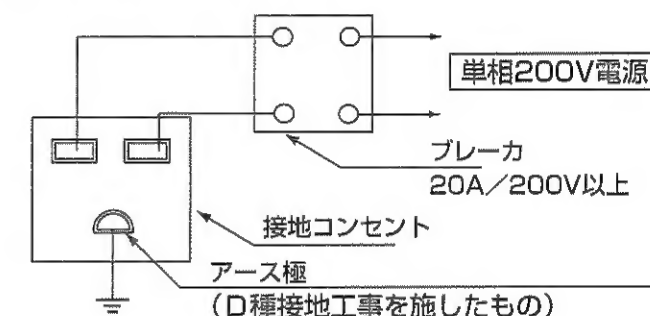 単相200V電源
ブレーカ
20A／200V以上
接地コンセント
アース極
（D種接地工事を施したもの）